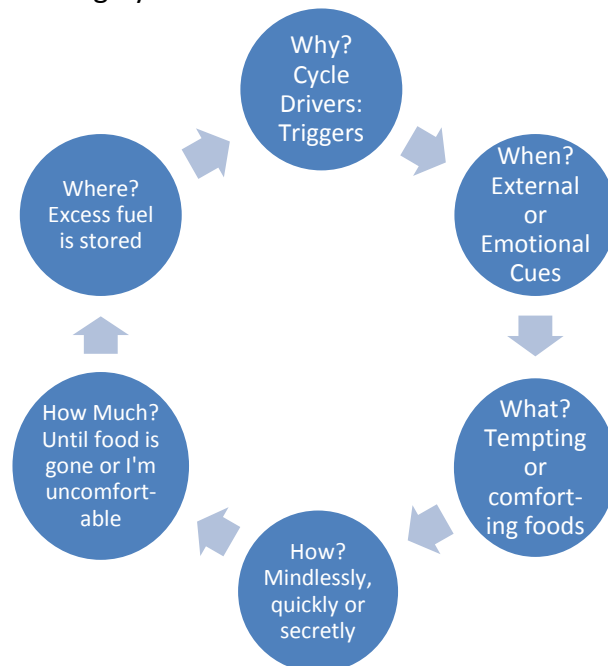 Why?
Cycle
Drivers:
Triggers
When?
External
or
Emotional
Cues
What?
Tempting
or
comfort-
ing foods
How?
Mindlessly,
quickly or
secretly
How Much?
Until food is
gone or I'm
uncomfort-
able
Where?
Excess fuel
is stored